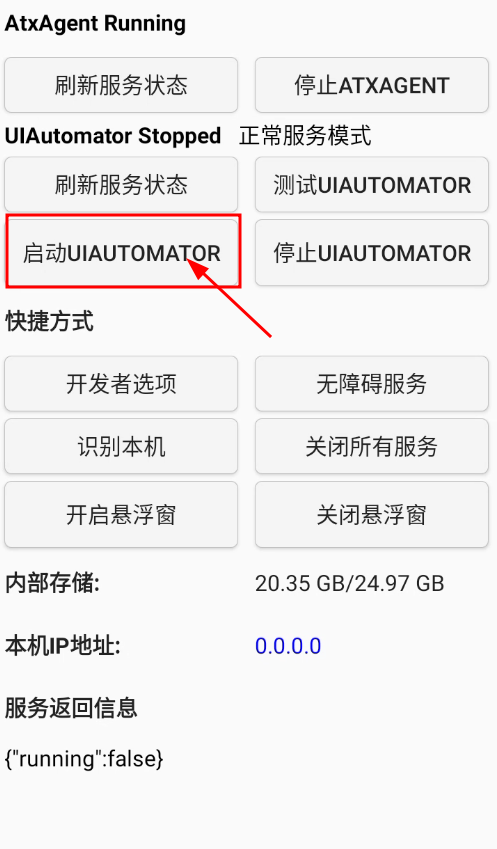 AtxAgent Running
刷新服务状态 停止ATXAGENT
UIAutomator Stopped 正常服务模式
刷新服务状态 测试UIAUTOMATOR
启动UIAUTOMATOR 停止UIAUTOMATOR
快捷方式
开发者选项 无障碍服务
识别本机 关闭所有服务
开启悬浮窗 关闭悬浮窗
内部存储: 20.35 GB/24.97 GB
本机IP地址: 0.0.0.0
服务返回信息
{"running":false}